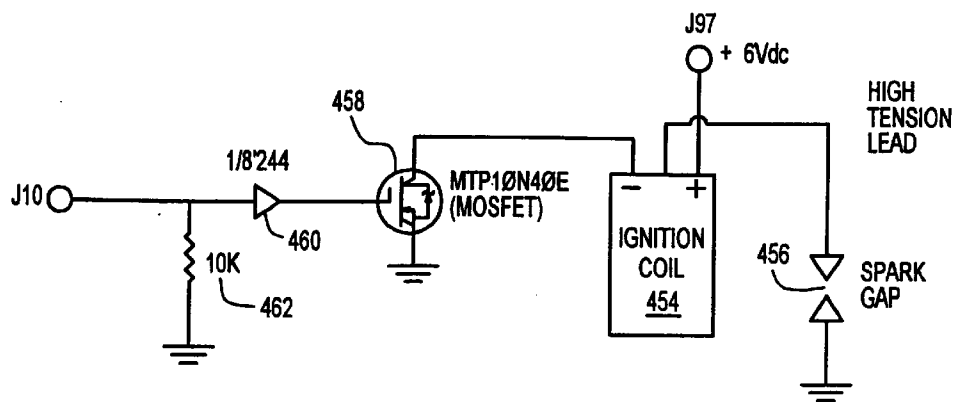 J97
+ 6Vdc
HIGH
TENSION
LEAD
458
1/8'244
J10
MTP10N40E
(MOSFET)
460
10K
462
- +
IGNITION
COIL
454
456
SPARK
GAP